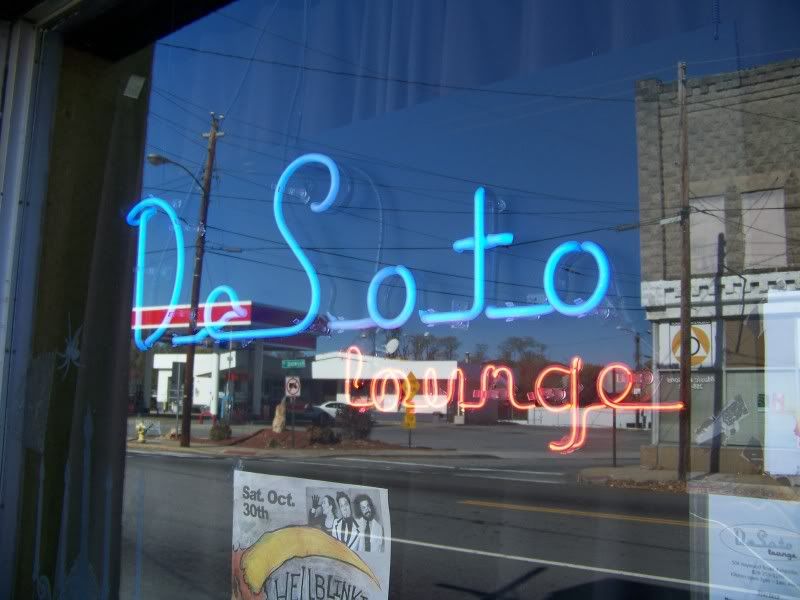 DeSoto
lounge
Sat. Oct.
30th
HELLBLINKI
DeSoto
lounge